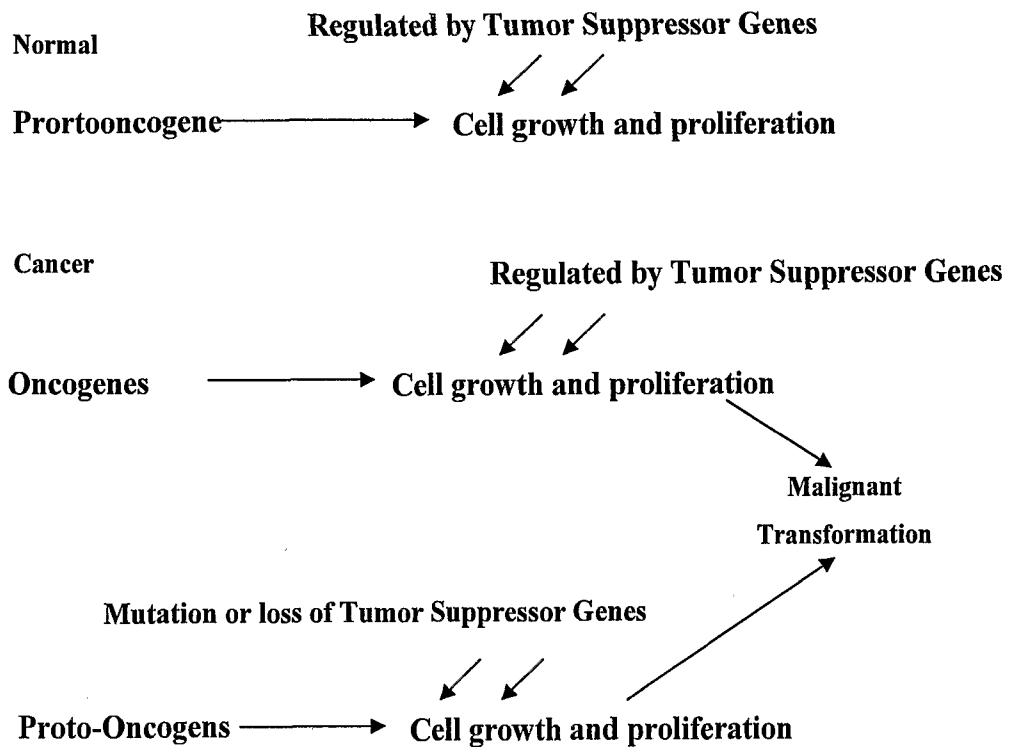 Normal
Regulated by Tumor Suppressor Genes
Prortooncogene
Cell growth and proliferation
Cancer
Regulated by Tumor Suppressor Genes
Oncogenes
Cell growth and proliferation
Malignant
Transformation
Mutation or loss of Tumor Suppressor Genes
Proto-Oncogens
Cell growth and proliferation